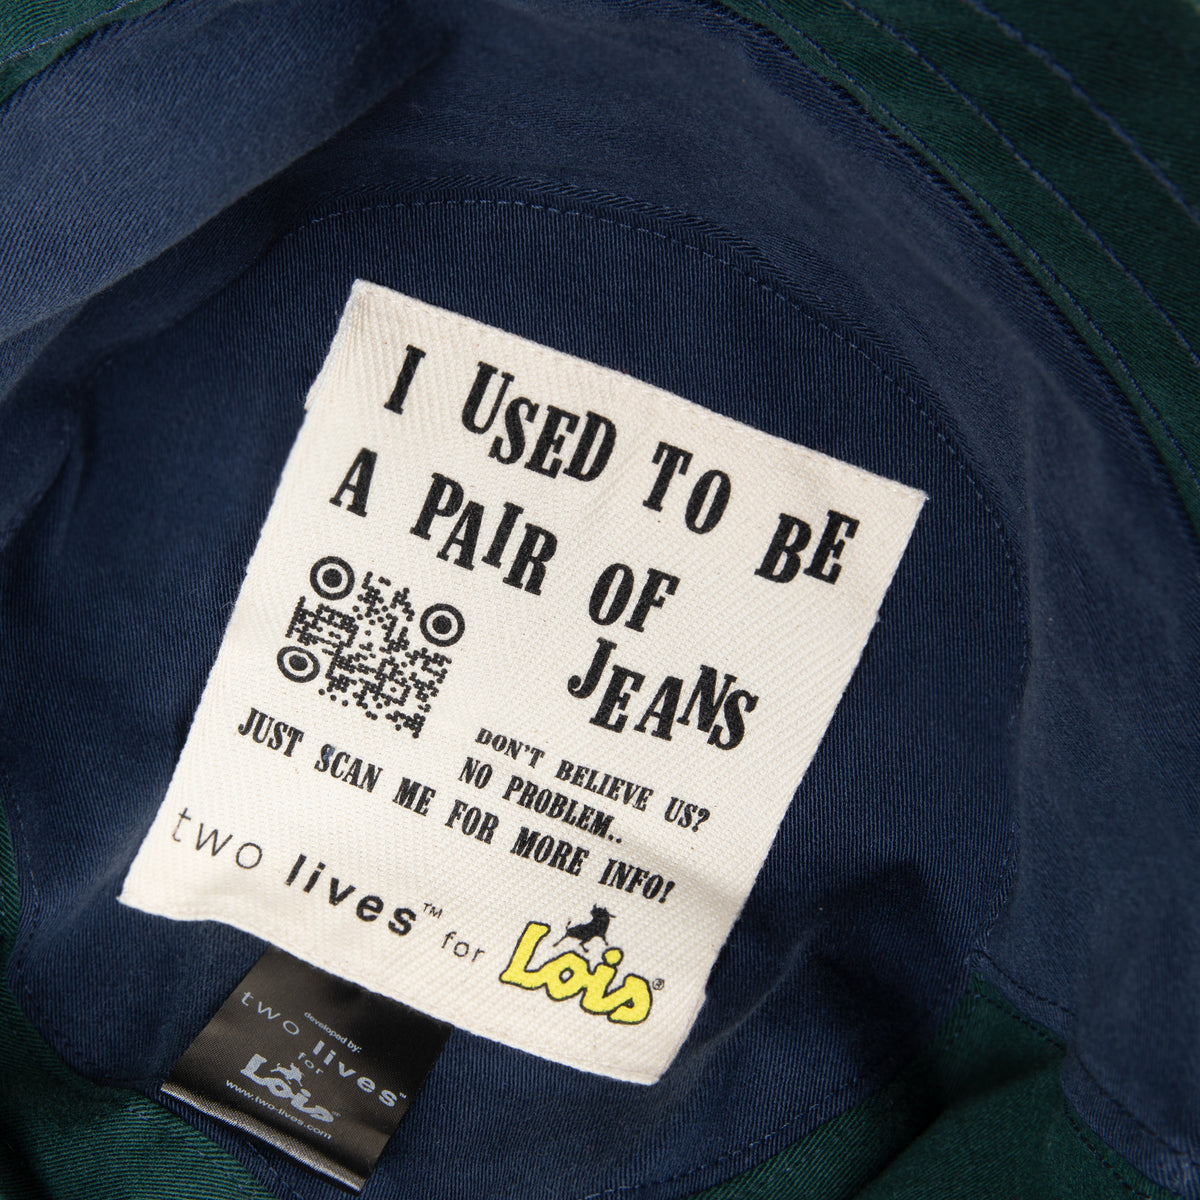 I USED TO BE
A PAIR OF
JEANS
DON'T BELIEVE US?
NO PROBLEM..
JUST SCAN ME FOR MORE INFO!
two lives™ for Lois®
developed by:
two lives™
for
Lois®
www.two-lives.com